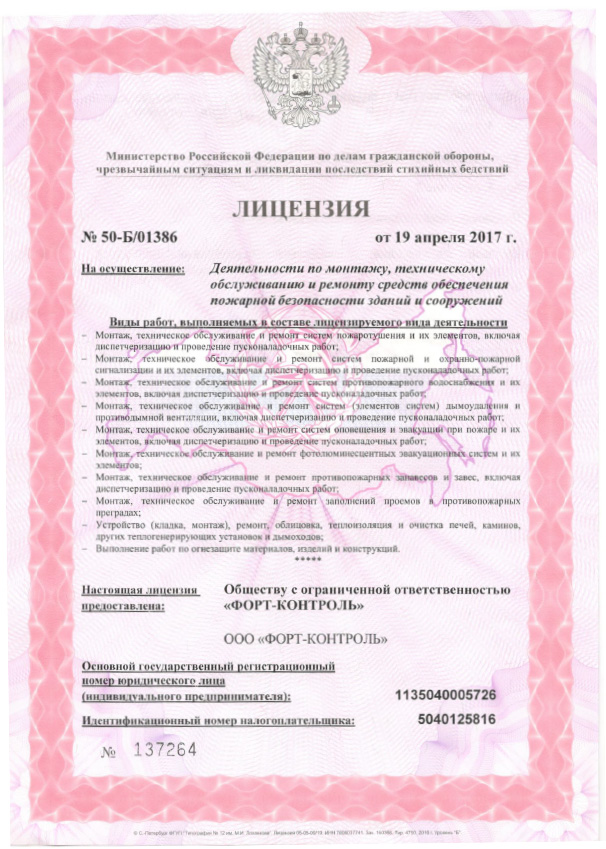 Министерство Российской Федерации по делам гражданской обороны,
чрезвычайным ситуациям и ликвидации последствий стихийных бедствий
ЛИЦЕНЗИЯ
№ 50-Б/01386 от 19 апреля 2017 г.
На осуществление: Деятельности по монтажу, техническому
обслуживанию и ремонту средств обеспечения
пожарной безопасности зданий и сооружений
Виды работ, выполняемых в составе лицензируемого вида деятельности
– Монтаж, техническое обслуживание и ремонт систем пожаротушения и их элементов, включая
диспетчеризацию и проведение пусконаладочных работ;
– Монтаж, техническое обслуживание и ремонт систем пожарной и охранно-пожарной
сигнализации и их элементов, включая диспетчеризацию и проведение пусконаладочных работ;
– Монтаж, техническое обслуживание и ремонт систем противопожарного водоснабжения и их
элементов, включая диспетчеризацию и проведение пусконаладочных работ;
– Монтаж, техническое обслуживание и ремонт систем (элементов систем) дымоудаления и
противодымной вентиляции, включая диспетчеризацию и проведение пусконаладочных работ;
– Монтаж, техническое обслуживание и ремонт систем оповещения и эвакуации при пожаре и их
элементов, включая диспетчеризацию и проведение пусконаладочных работ;
– Монтаж, техническое обслуживание и ремонт фотолюминесцентных эвакуационных систем и их
элементов;
– Монтаж, техническое обслуживание и ремонт противопожарных занавесов и завес, включая
диспетчеризацию и проведение пусконаладочных работ;
– Монтаж, техническое обслуживание и ремонт заполнений проемов в противопожарных
преградах;
– Устройство (кладка, монтаж), ремонт, облицовка, теплоизоляция и очистка печей, каминов,
других теплогенерирующих установок и дымоходов;
– Выполнение работ по огнезащите материалов, изделий и конструкций.
*****
Настоящая лицензия Обществу с ограниченной ответственностью
предоставлена: «ФОРТ-КОНТРОЛЬ»
ООО «ФОРТ-КОНТРОЛЬ»
Основной государственный регистрационный
номер юридического лица
(индивидуального предпринимателя): 1135040005726
Идентификационный номер налогоплательщика: 5040125816
№ 137264